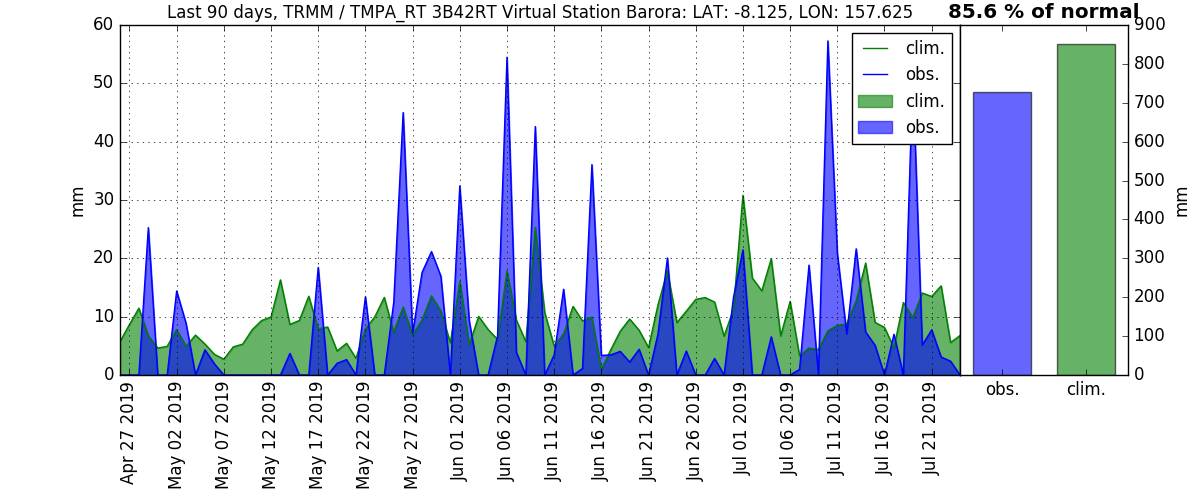 Last 90 days, TRMM / TMPA_RT 3B42RT Virtual Station Barora: LAT: -8.125, LON: 157.625
85.6 % of normal
60
50
40
30
20
10
0
mm
clim.
obs.
clim.
obs.
900
800
700
600
500
400
300
200
100
0
mm
obs.
clim.
Apr 27 2019
May 02 2019
May 07 2019
May 12 2019
May 17 2019
May 22 2019
May 27 2019
Jun 01 2019
Jun 06 2019
Jun 11 2019
Jun 16 2019
Jun 21 2019
Jun 26 2019
Jul 01 2019
Jul 06 2019
Jul 11 2019
Jul 16 2019
Jul 21 2019